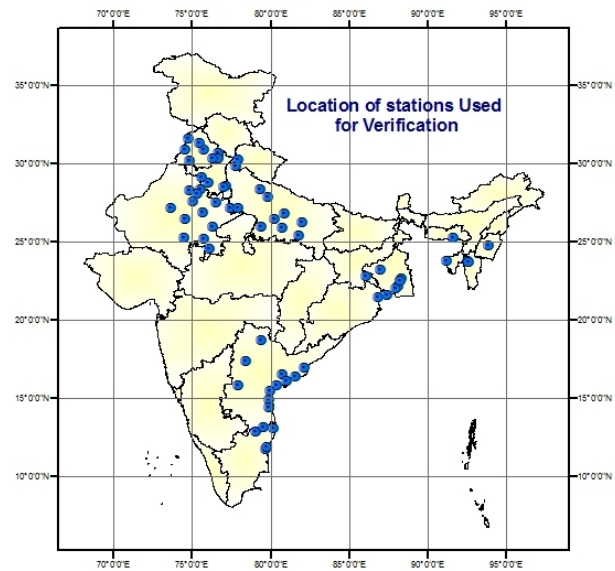 70°0'0"E 75°0'0"E 80°0'0"E 85°0'0"E 90°0'0"E 95°0'0"E
Location of stations Used
for Verification
35°0'0"N 35°0'0"N
30°0'0"N 30°0'0"N
25°0'0"N 25°0'0"N
20°0'0"N 20°0'0"N
15°0'0"N 15°0'0"N
10°0'0"N 10°0'0"N
70°0'0"E 75°0'0"E 80°0'0"E 85°0'0"E 90°0'0"E 95°0'0"E